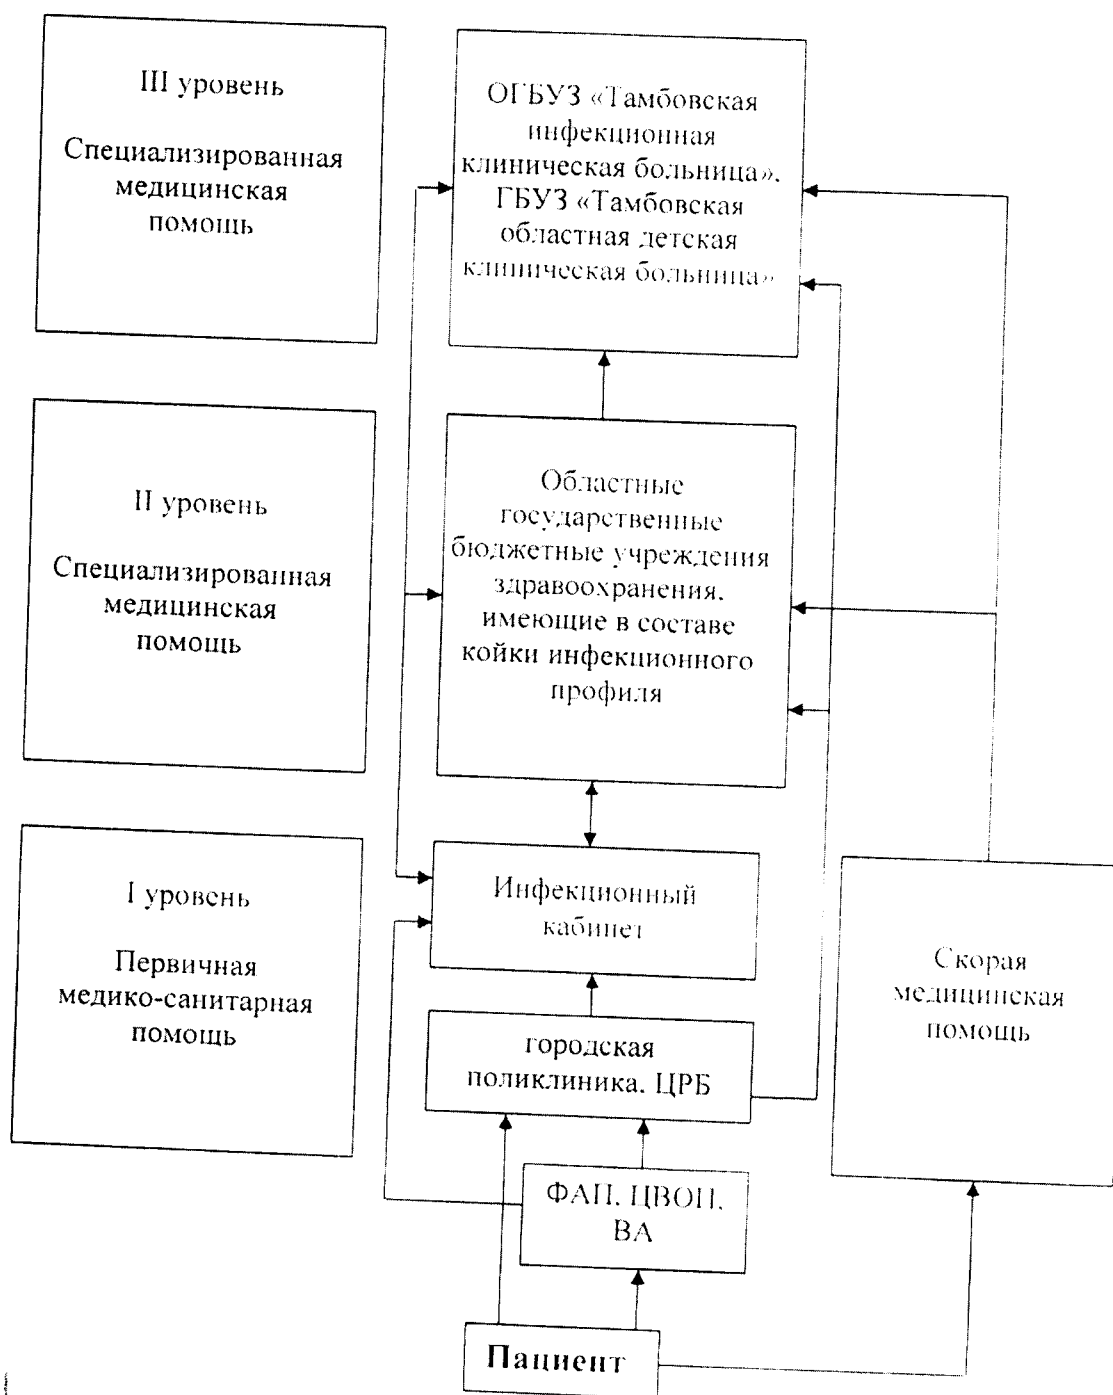 III уровень
Специализированная
медицинская
помощь
ОГБУЗ «Тамбовская
инфекционная
клиническая больница».
ГБУЗ «Тамбовская
областная детская
клиническая больница»
II уровень
Специализированная
медицинская
помощь
Областные
государственные
бюджетные учреждения
здравоохранения.
имеющие в составе
койки инфекционного
профиля
I уровень
Первичная
медико-санитарная
помощь
Инфекционный
кабинет
городская
поликлиника. ЦРБ
ФАП. ЦВОП.
ВА
Скорая
медицинская
помощь
Пациент